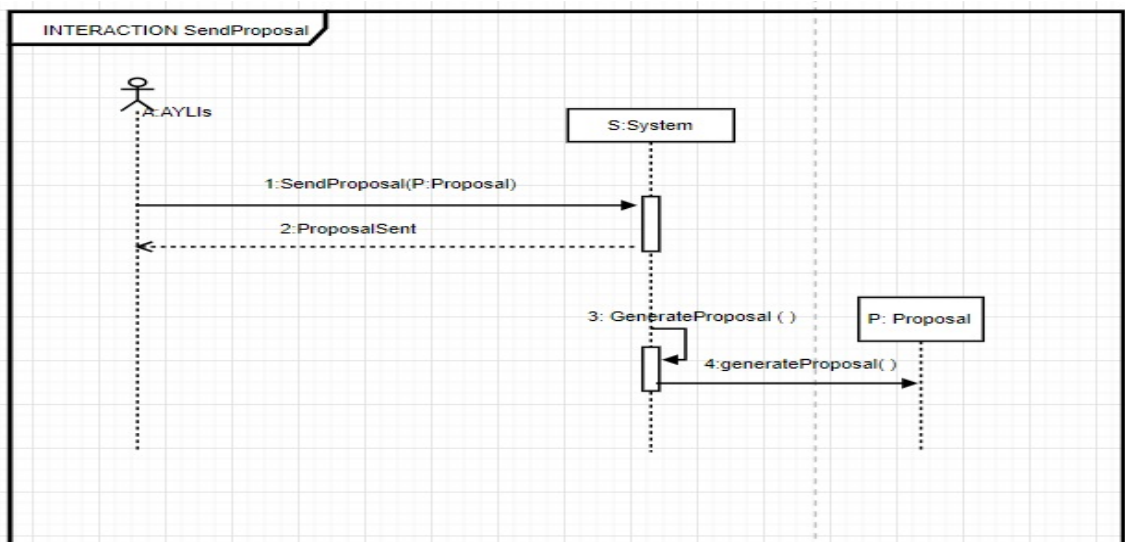 INTERACTION SendProposal
A:AYLIs
S:System
1:SendProposal(P:Proposal)
2:ProposalSent
3: GenerateProposal ( )
P: Proposal
4:generateProposal( )